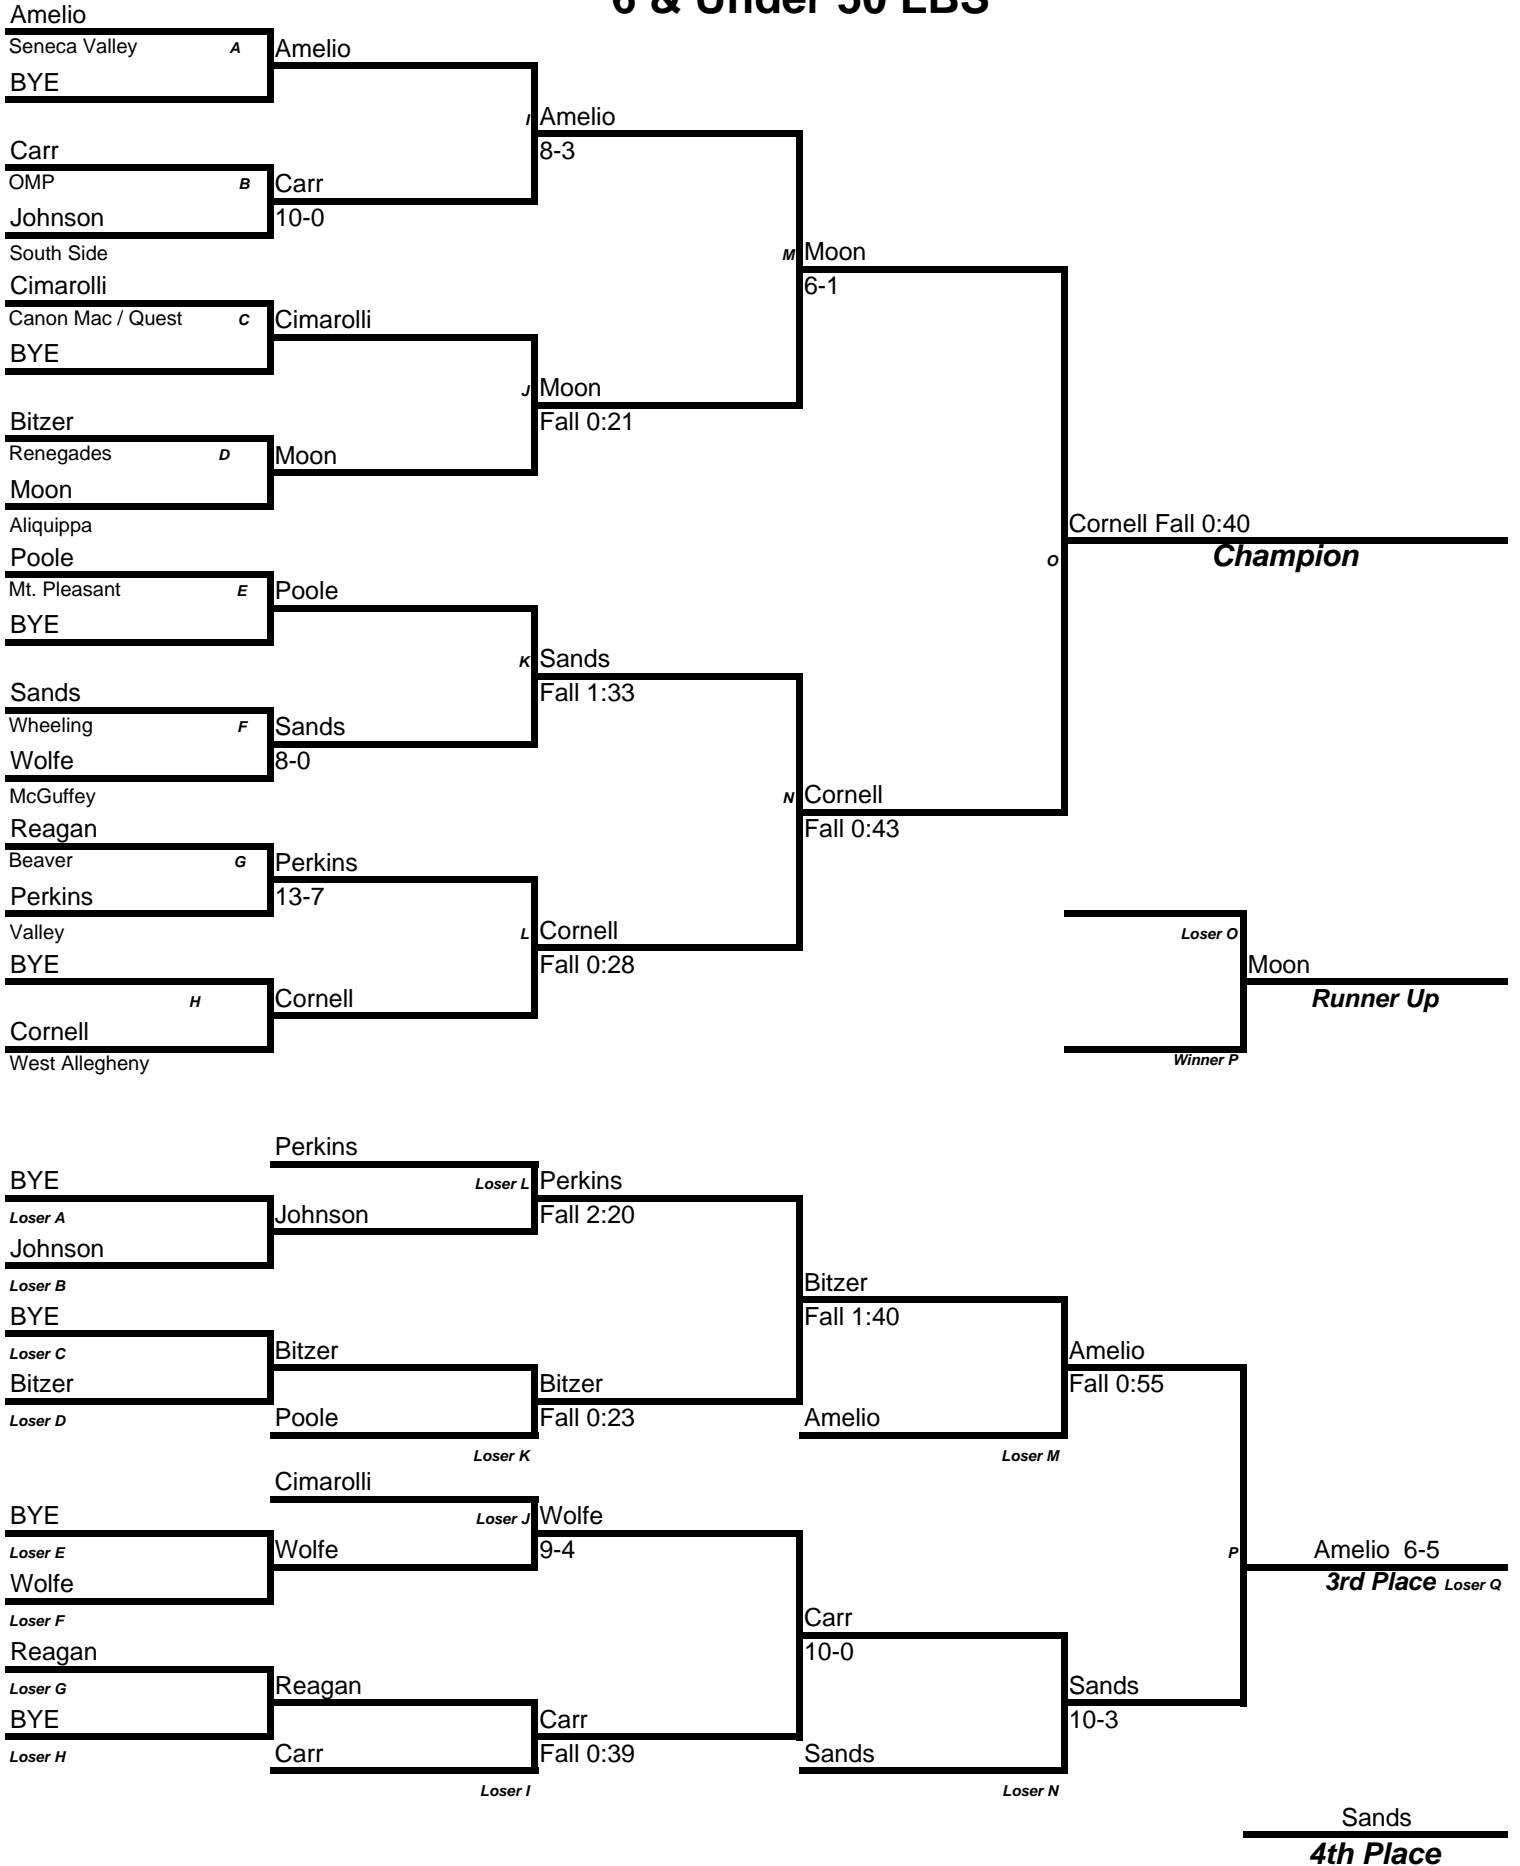 6 & Under 50 LBS
Amelio
Seneca Valley A Amelio
BYE
I Amelio
8-3
Carr
OMP B Carr
Johnson 10-0
South Side
M Moon
6-1
Cimarolli
Canon Mac / Quest C Cimarolli
BYE
J Moon
Fall 0:21
Bitzer
Renegades D Moon
Moon
Aliquippa
Cornell Fall 0:40
O Champion
Poole
Mt. Pleasant E Poole
BYE
K Sands
Fall 1:33
Sands
Wheeling F Sands
Wolfe 8-0
McGuffey
N Cornell
Fall 0:43
Reagan
Beaver G Perkins
Perkins 13-7
Valley
L Cornell
Fall 0:28
BYE
H Cornell
Cornell
West Allegheny
Loser O
Moon
Runner Up
Winner P
Perkins
BYE Loser L Perkins
Loser A Johnson Fall 2:20
Johnson
Loser B
Bitzer
Fall 1:40
BYE
Loser C Bitzer
Bitzer Bitzer
Loser D Poole Fall 0:23
Loser K
Amelio
Fall 0:55
Amelio
Loser M
Cimarolli
BYE Loser J Wolfe
Loser E Wolfe 9-4
Wolfe
Loser F
P Amelio 6-5
3rd Place Loser Q
Carr
10-0
Reagan
Loser G Reagan
BYE Carr
Loser H Carr Fall 0:39
Loser I
Sands
10-3
Sands
Loser N
Sands
4th Place